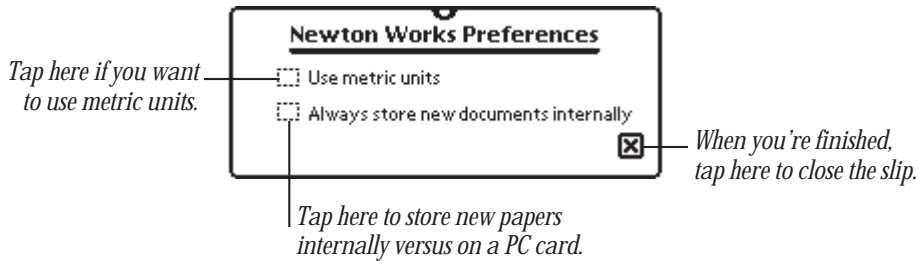 Newton Works Preferences
Tap here if you want
to use metric units.
Use metric units
Always store new documents internally
When you’re finished,
tap here to close the slip.
Tap here to store new papers
internally versus on a PC card.